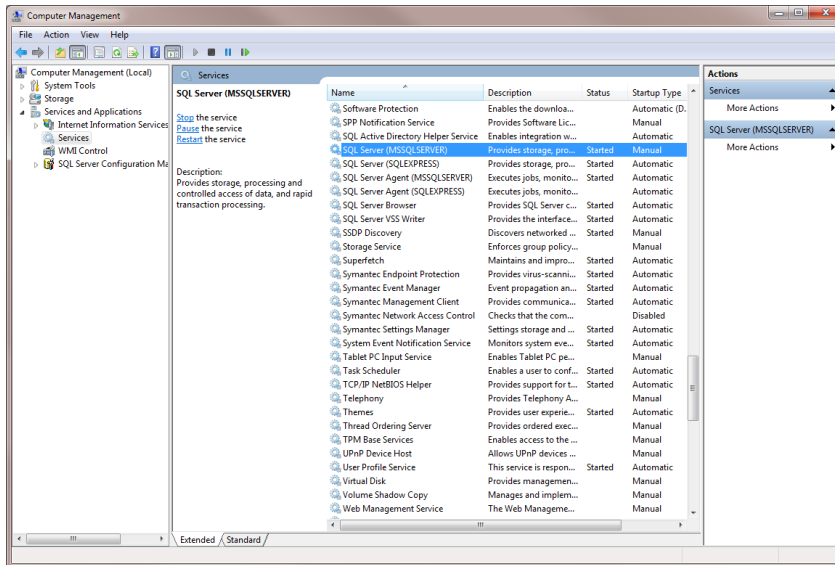 Computer Management
File Action View Help
Computer Management (Local)
System Tools
Storage
Services and Applications
Internet Information Services
Services
WMI Control
SQL Server Configuration Ma
Services
SQL Server (MSSQLSERVER)
Stop the service
Pause the service
Restart the service
Description:
Provides storage, processing and
controlled access of data, and rapid
transaction processing.
Name Description Status Startup Type
Software Protection Enables the downloa... Automatic (D.
SPP Notification Service Provides Software Lic... Manual
SQL Active Directory Helper Service Enables integration w... Automatic
SQL Server (MSSQLSERVER) Provides storage, pro... Started Manual
SQL Server (SQLEXPRESS) Provides storage, pro... Started Automatic
SQL Server Agent (MSSQLSERVER) Executes jobs, monito... Started Automatic
SQL Server Agent (SQLEXPRESS) Executes jobs, monito... Automatic
SQL Server Browser Provides SQL Server c... Started Automatic
SQL Server VSS Writer Provides the interface... Started Automatic
SSDP Discovery Discovers networked ... Started Manual
Storage Service Enforces group policy... Manual
Superfetch Maintains and impro... Started Automatic
Symantec Endpoint Protection Provides virus-scanni... Started Automatic
Symantec Event Manager Event propagation an... Started Automatic
Symantec Management Client Provides communica... Started Automatic
Symantec Network Access Control Checks that the com... Disabled
Symantec Settings Manager Settings storage and ... Started Automatic
System Event Notification Service Monitors system eve... Started Automatic
Tablet PC Input Service Enables Tablet PC pe... Manual
Task Scheduler Enables a user to conf... Started Automatic
TCP/IP NetBIOS Helper Provides support for t... Started Automatic
Telephony Provides Telephony A... Manual
Themes Provides user experie... Started Automatic
Thread Ordering Server Provides ordered exec... Manual
TPM Base Services Enables access to the ... Manual
UPnP Device Host Allows UPnP devices ... Manual
User Profile Service This service is respon... Started Automatic
Virtual Disk Provides managemen... Manual
Volume Shadow Copy Manages and implem... Manual
Web Management Service The Web Manageme... Manual
Extended Standard
Actions
Services
More Actions
SQL Server (MSSQLSERVER)
More Actions